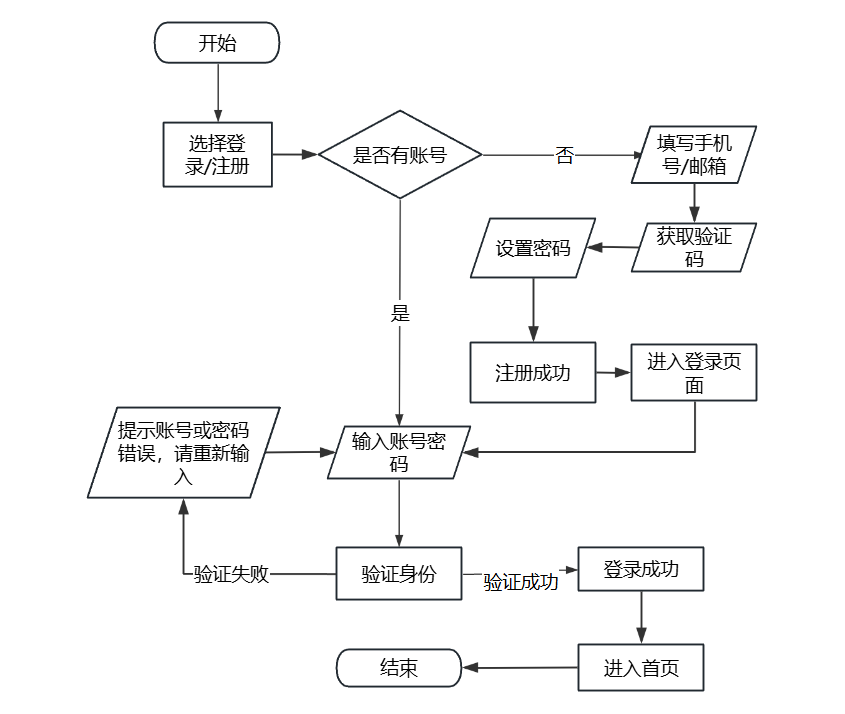 开始
选择登
录/注册
是否有账号
否
填写手机
号/邮箱
获取验证
码
设置密码
是
注册成功
进入登录页
面
提示账号或密码
错误，请重新输
入
输入账号密
码
验证失败
验证身份
验证成功
登录成功
结束
进入首页